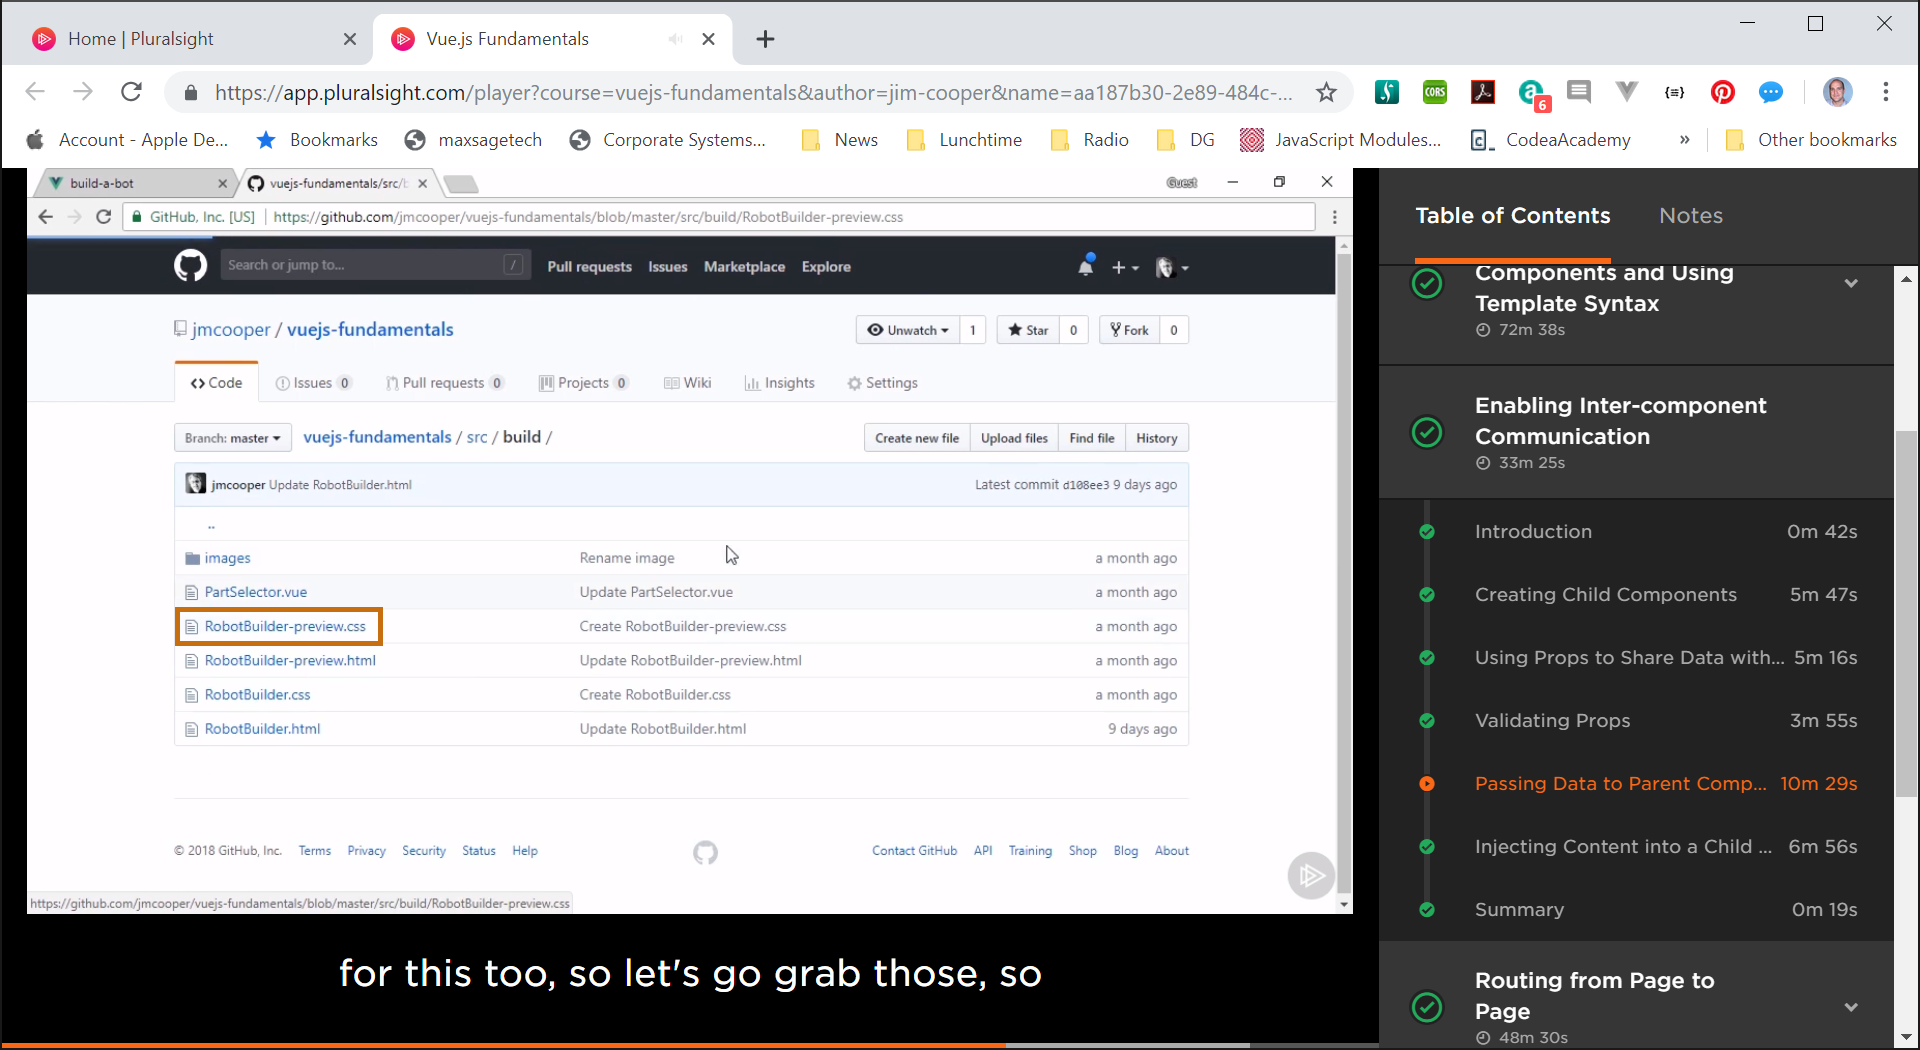 Home | Pluralsight
Vue.js Fundamentals
https://app.pluralsight.com/player?course=vuejs-fundamentals&author=jim-cooper&name=aa187b30-2e89-484c-...
CORS
6
{≡}
Account - Apple De...
Bookmarks
maxsagetech
Corporate Systems...
News
Lunchtime
Radio
DG
JavaScript Modules...
CodeaAcademy
»
Other bookmarks
build-a-bot
vuejs-fundamentals/src/b
Guest
GitHub, Inc. [US]
https://github.com/jmcooper/vuejs-fundamentals/blob/master/src/build/RobotBuilder-preview.css
Search or jump to...
/
Pull requests
Issues
Marketplace
Explore
jmcooper / vuejs-fundamentals
Unwatch 1
Star 0
Fork 0
Code
Issues 0
Pull requests 0
Projects 0
Wiki
Insights
Settings
Branch: master
vuejs-fundamentals / src / build /
Create new file
Upload files
Find file
History
jmcooper Update RobotBuilder.html
Latest commit d108ee3 9 days ago
..
images Rename image a month ago
PartSelector.vue Update PartSelector.vue a month ago
RobotBuilder-preview.css Create RobotBuilder-preview.css a month ago
RobotBuilder-preview.html Update RobotBuilder-preview.html a month ago
RobotBuilder.css Create RobotBuilder.css a month ago
RobotBuilder.html Update RobotBuilder.html 9 days ago
© 2018 GitHub, Inc. Terms Privacy Security Status Help
Contact GitHub API Training Shop Blog About
https://github.com/jmcooper/vuejs-fundamentals/blob/master/src/build/RobotBuilder-preview.css
for this too, so let's go grab those, so
Table of Contents
Notes
Components and Using
Template Syntax
72m 38s
Enabling Inter-component
Communication
33m 25s
Introduction 0m 42s
Creating Child Components 5m 47s
Using Props to Share Data with... 5m 16s
Validating Props 3m 55s
Passing Data to Parent Comp... 10m 29s
Injecting Content into a Child ... 6m 56s
Summary 0m 19s
Routing from Page to
Page
48m 30s